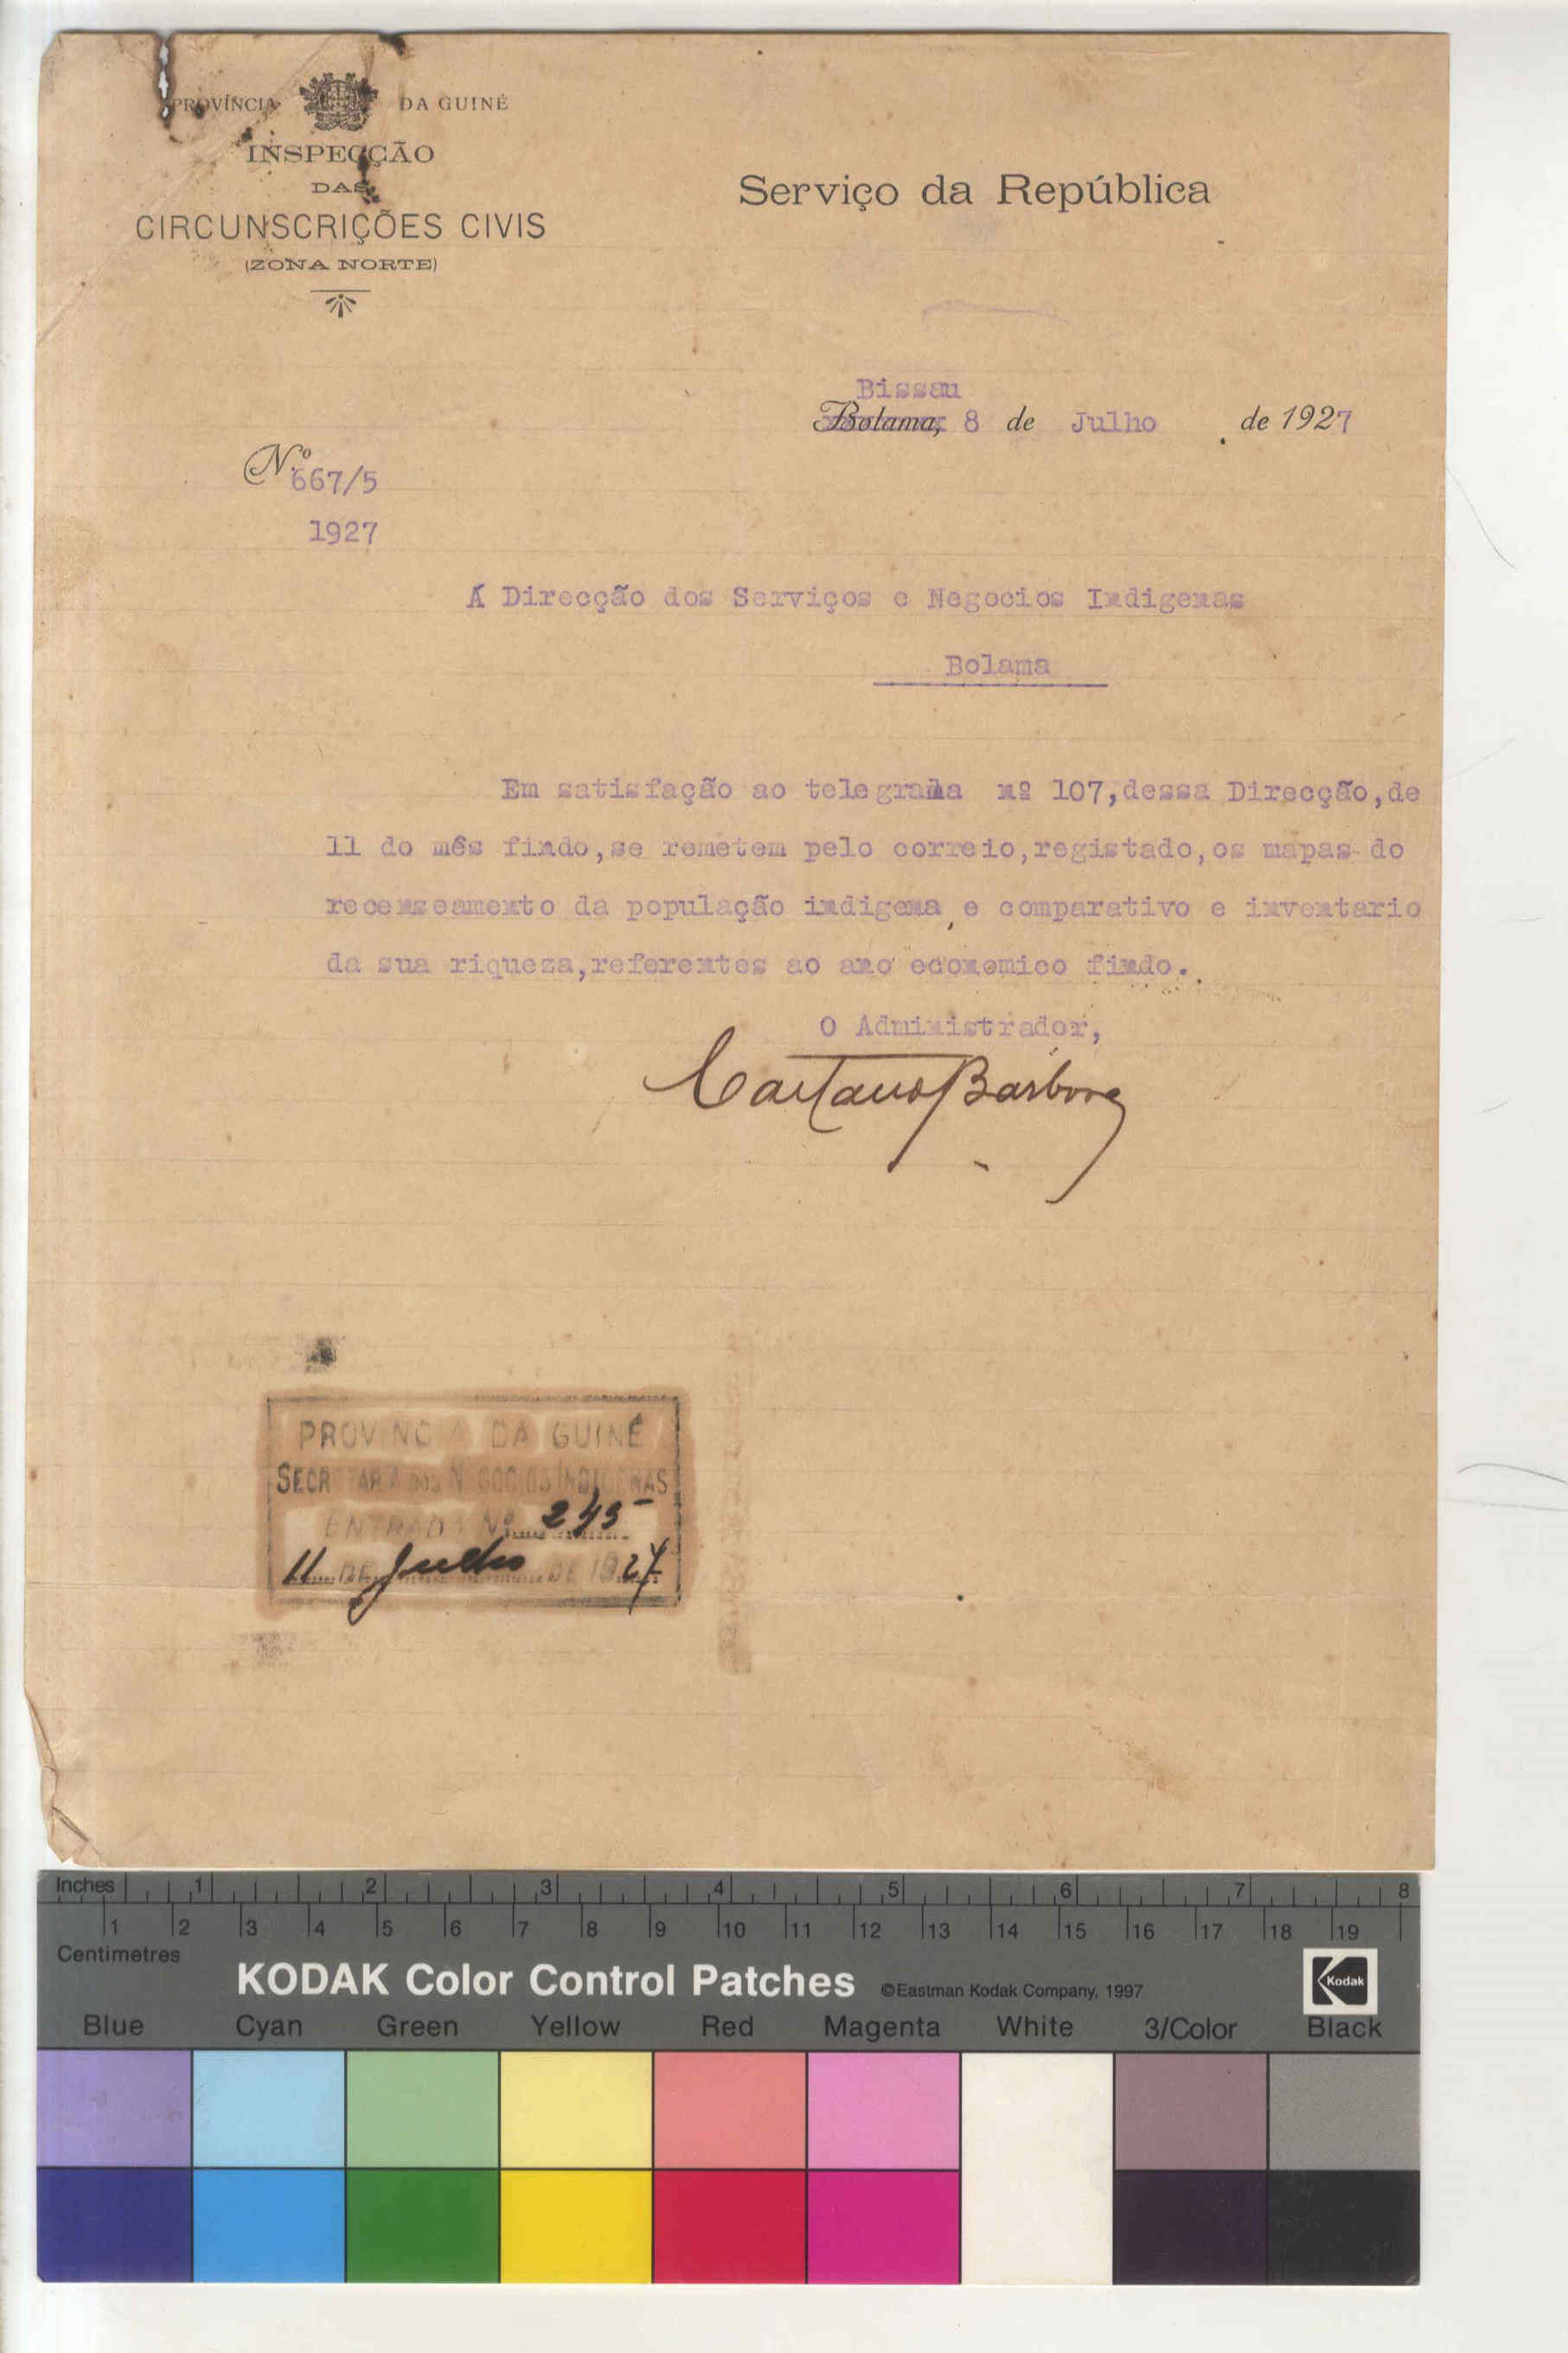 PROVÍNCIA DA GUINÉ
INSPECÇÃO
DAS
CIRCUNSCRIÇÕES CIVIS
(ZONA NORTE)
Serviço da República
Bissau
Bolama, 8 de Julho de 1927
Nº 667/5
1927
Á Direcção dos Serviços e Negocios Indigenas
Bolama
Em satisfação ao telegrama nº 107, dessa Direcção, de
11 do mês findo, se remetem pelo correio, registado, os mapas do
recenseamento da população indigena, e comparativo e inventario
da sua riqueza, referentes ao ano economico findo.
O Administrador,
Caetano Barbosa
PROVINCIA DA GUINÉ
SECRETARIA DOS NEGOCIOS INDIGENAS
ENTRADA Nº 245
11 DE Julho DE 1927
Inches 1 2 3 4 5 6 7 8
1 2 3 4 5 6 7 8 9 10 11 12 13 14 15 16 17 18 19
Centimetres
KODAK Color Control Patches ©Eastman Kodak Company, 1997 Kodak
Blue Cyan Green Yellow Red Magenta White 3/Color Black